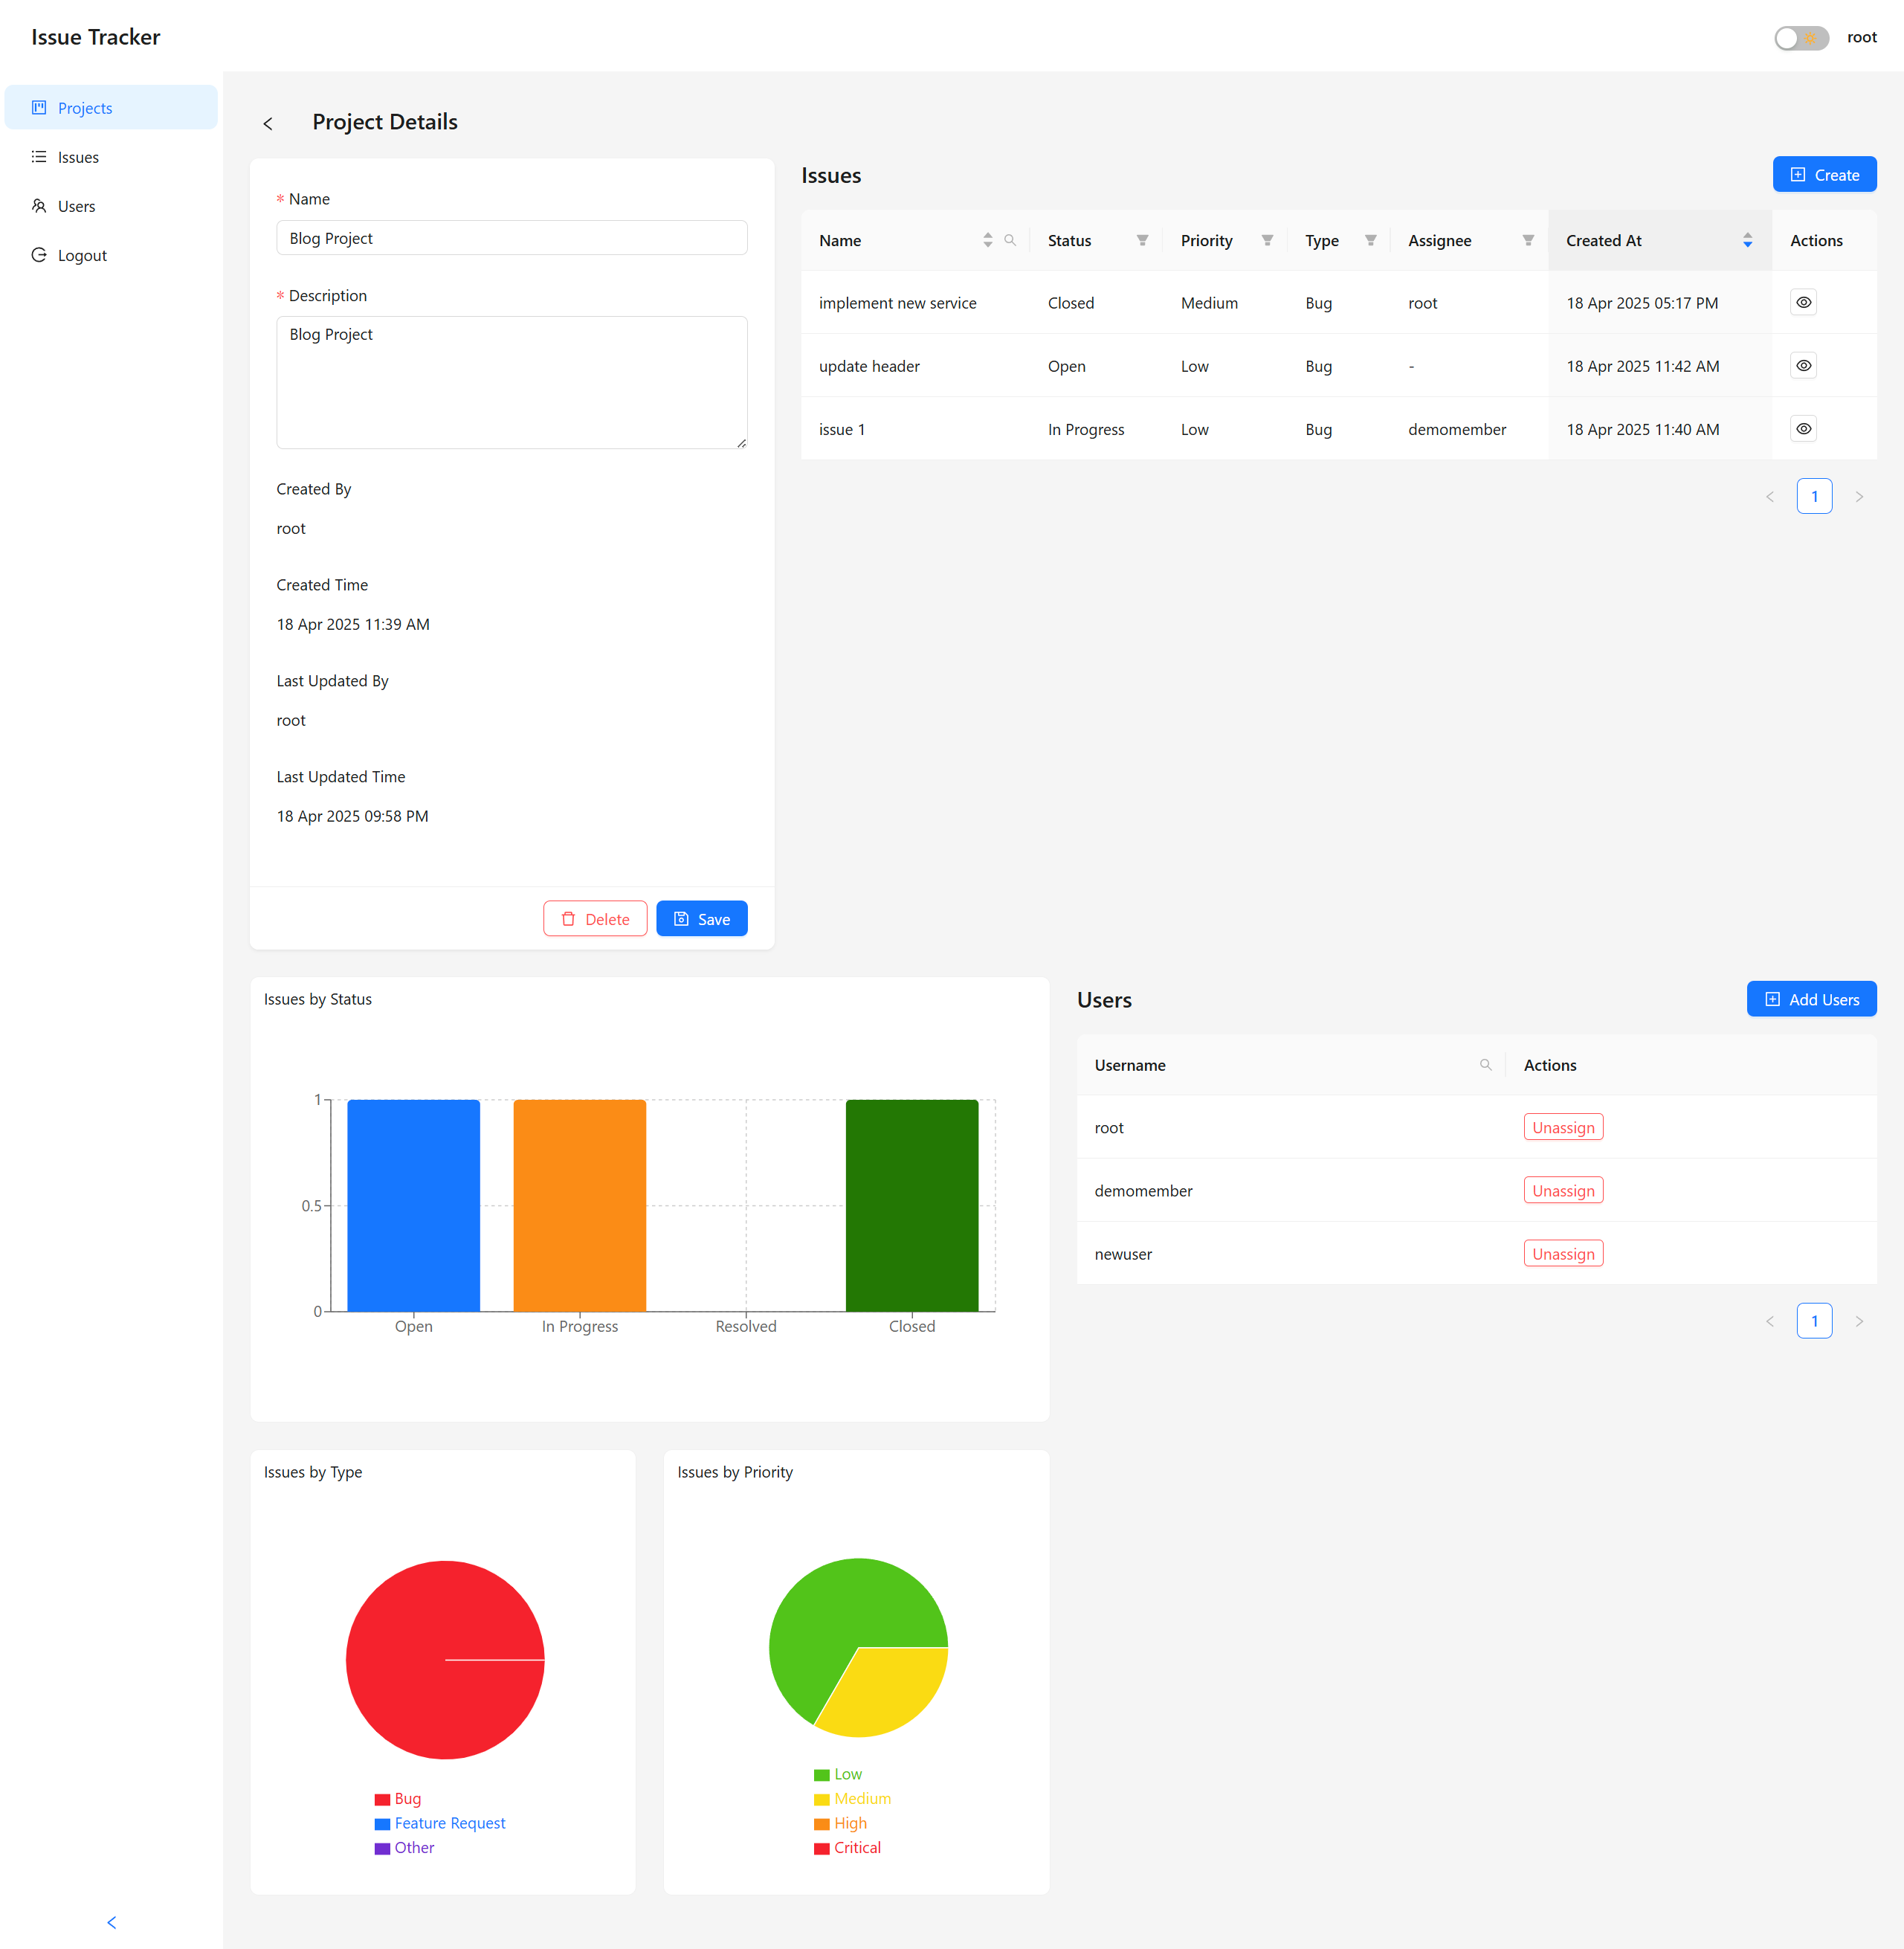 Issue Tracker
root
Projects
Issues
Users
Logout
Project Details
* Name
Blog Project
* Description
Blog Project
Created By
root
Created Time
18 Apr 2025 11:39 AM
Last Updated By
root
Last Updated Time
18 Apr 2025 09:58 PM
Delete
Save
Issues
Create
Name Status Priority Type Assignee Created At Actions
implement new service Closed Medium Bug root 18 Apr 2025 05:17 PM
update header Open Low Bug - 18 Apr 2025 11:42 AM
issue 1 In Progress Low Bug demomember 18 Apr 2025 11:40 AM
1
Issues by Status
1
0.5
0
Open In Progress Resolved Closed
Users
Add Users
Username Actions
root Unassign
demomember Unassign
newuser Unassign
1
Issues by Type
Bug
Feature Request
Other
Issues by Priority
Low
Medium
High
Critical